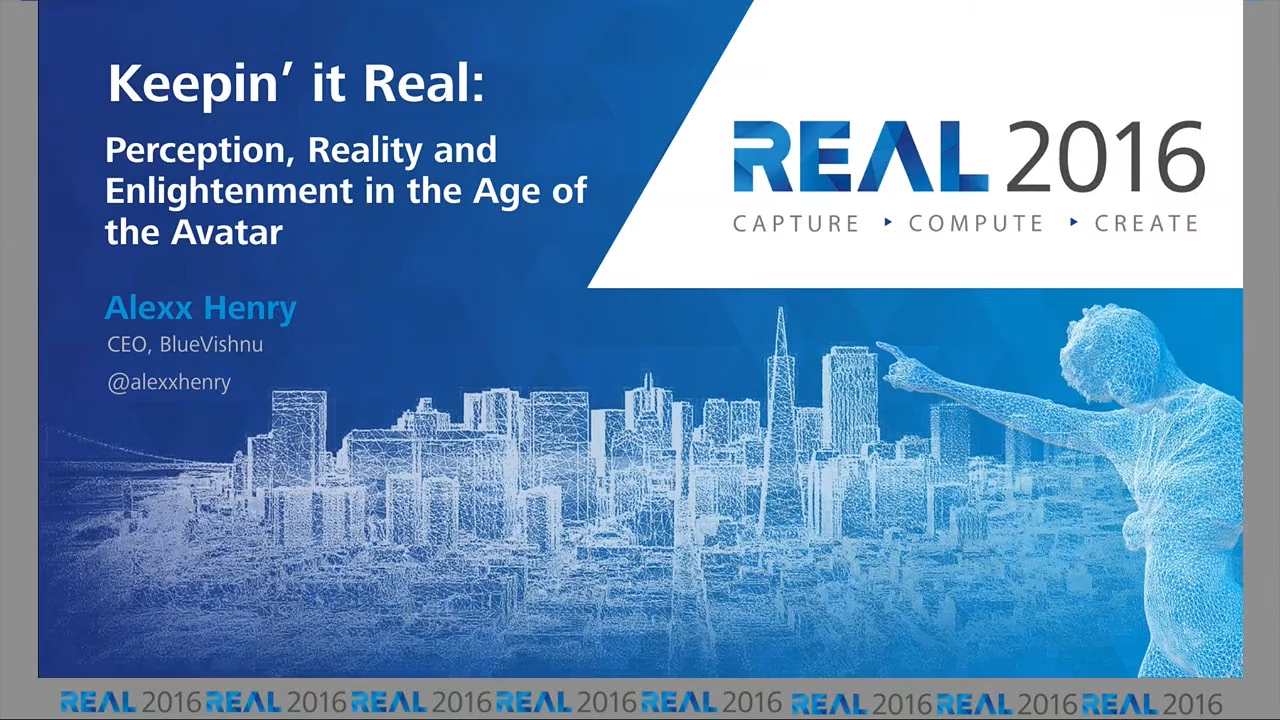 Keepin’ it Real:
Perception, Reality and
Enlightenment in the Age of
the Avatar
Alexx Henry
CEO, BlueVishnu
@alexxhenry
REAL 2016
CAPTURE ▸ COMPUTE ▸ CREATE
REAL 2016 REAL 2016 REAL 2016 REAL 2016 REAL 2016 REAL 2016 REAL 2016 REAL 2016